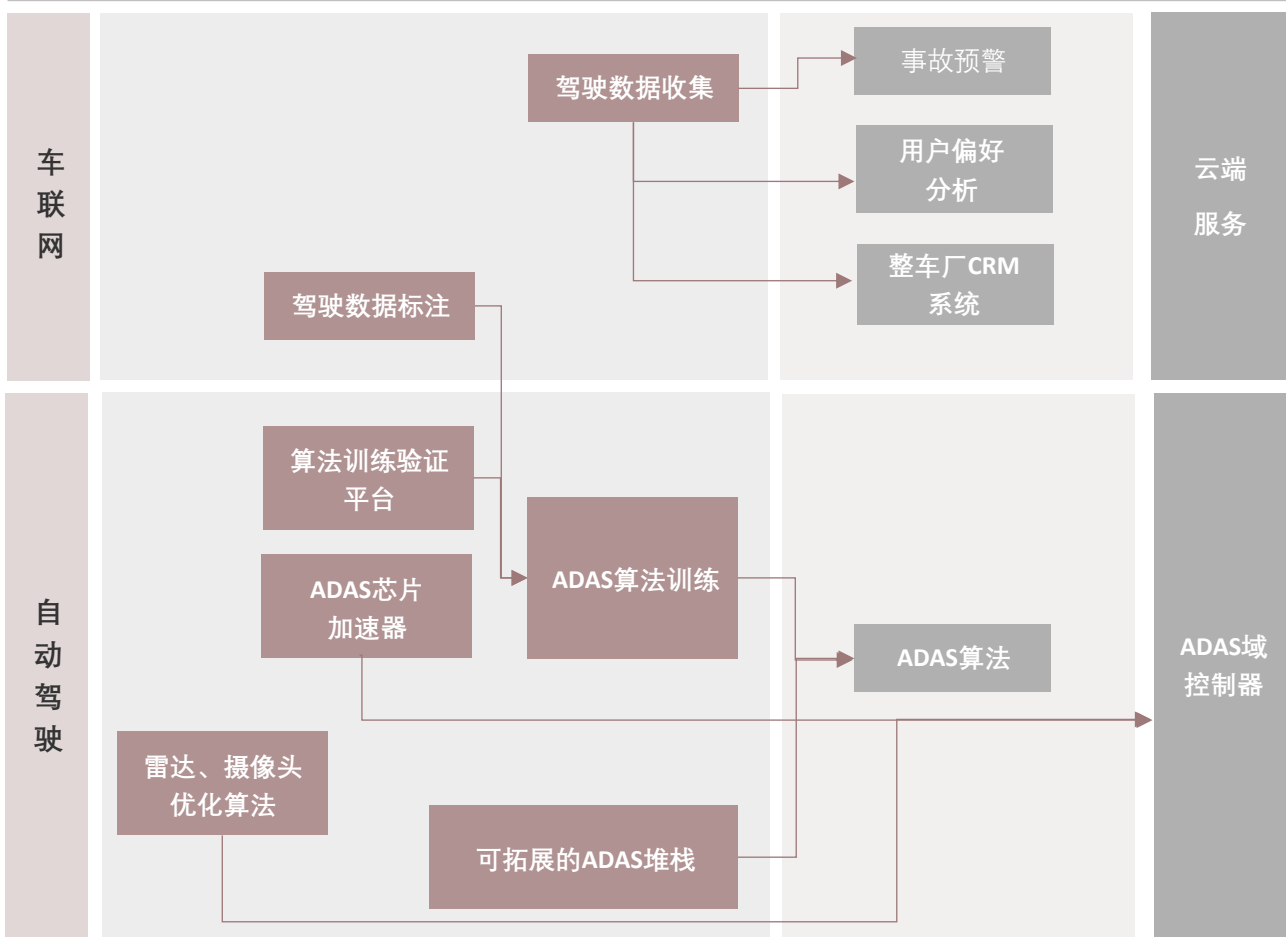 车
联
网
驾驶数据收集
事故预警
用户偏好
分析
整车厂CRM
系统
驾驶数据标注
云端
服务
自
动
驾
驶
算法训练验证
平台
ADAS芯片
加速器
ADAS算法训练
ADAS算法
雷达、摄像头
优化算法
可拓展的ADAS堆栈
ADAS域
控制器